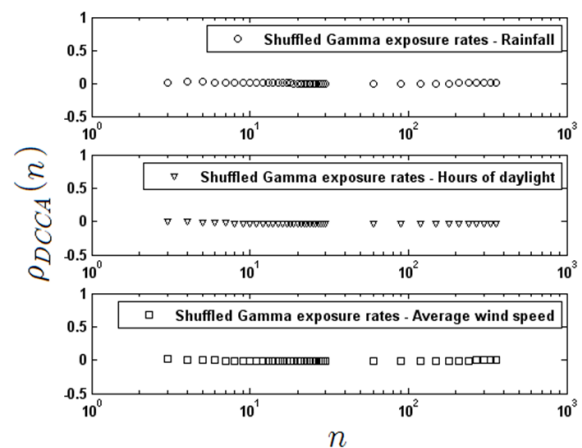 1
Shuffled Gamma exposure rates - Rainfall
0.5
0
-0.5
10^0 10^1 10^2 10^3
1
Shuffled Gamma exposure rates - Hours of daylight
0.5
0
-0.5
10^0 10^1 10^2 10^3
ρ_DCCA(n)
1
Shuffled Gamma exposure rates - Average wind speed
0.5
0
-0.5
10^0 10^1 10^2 10^3
n